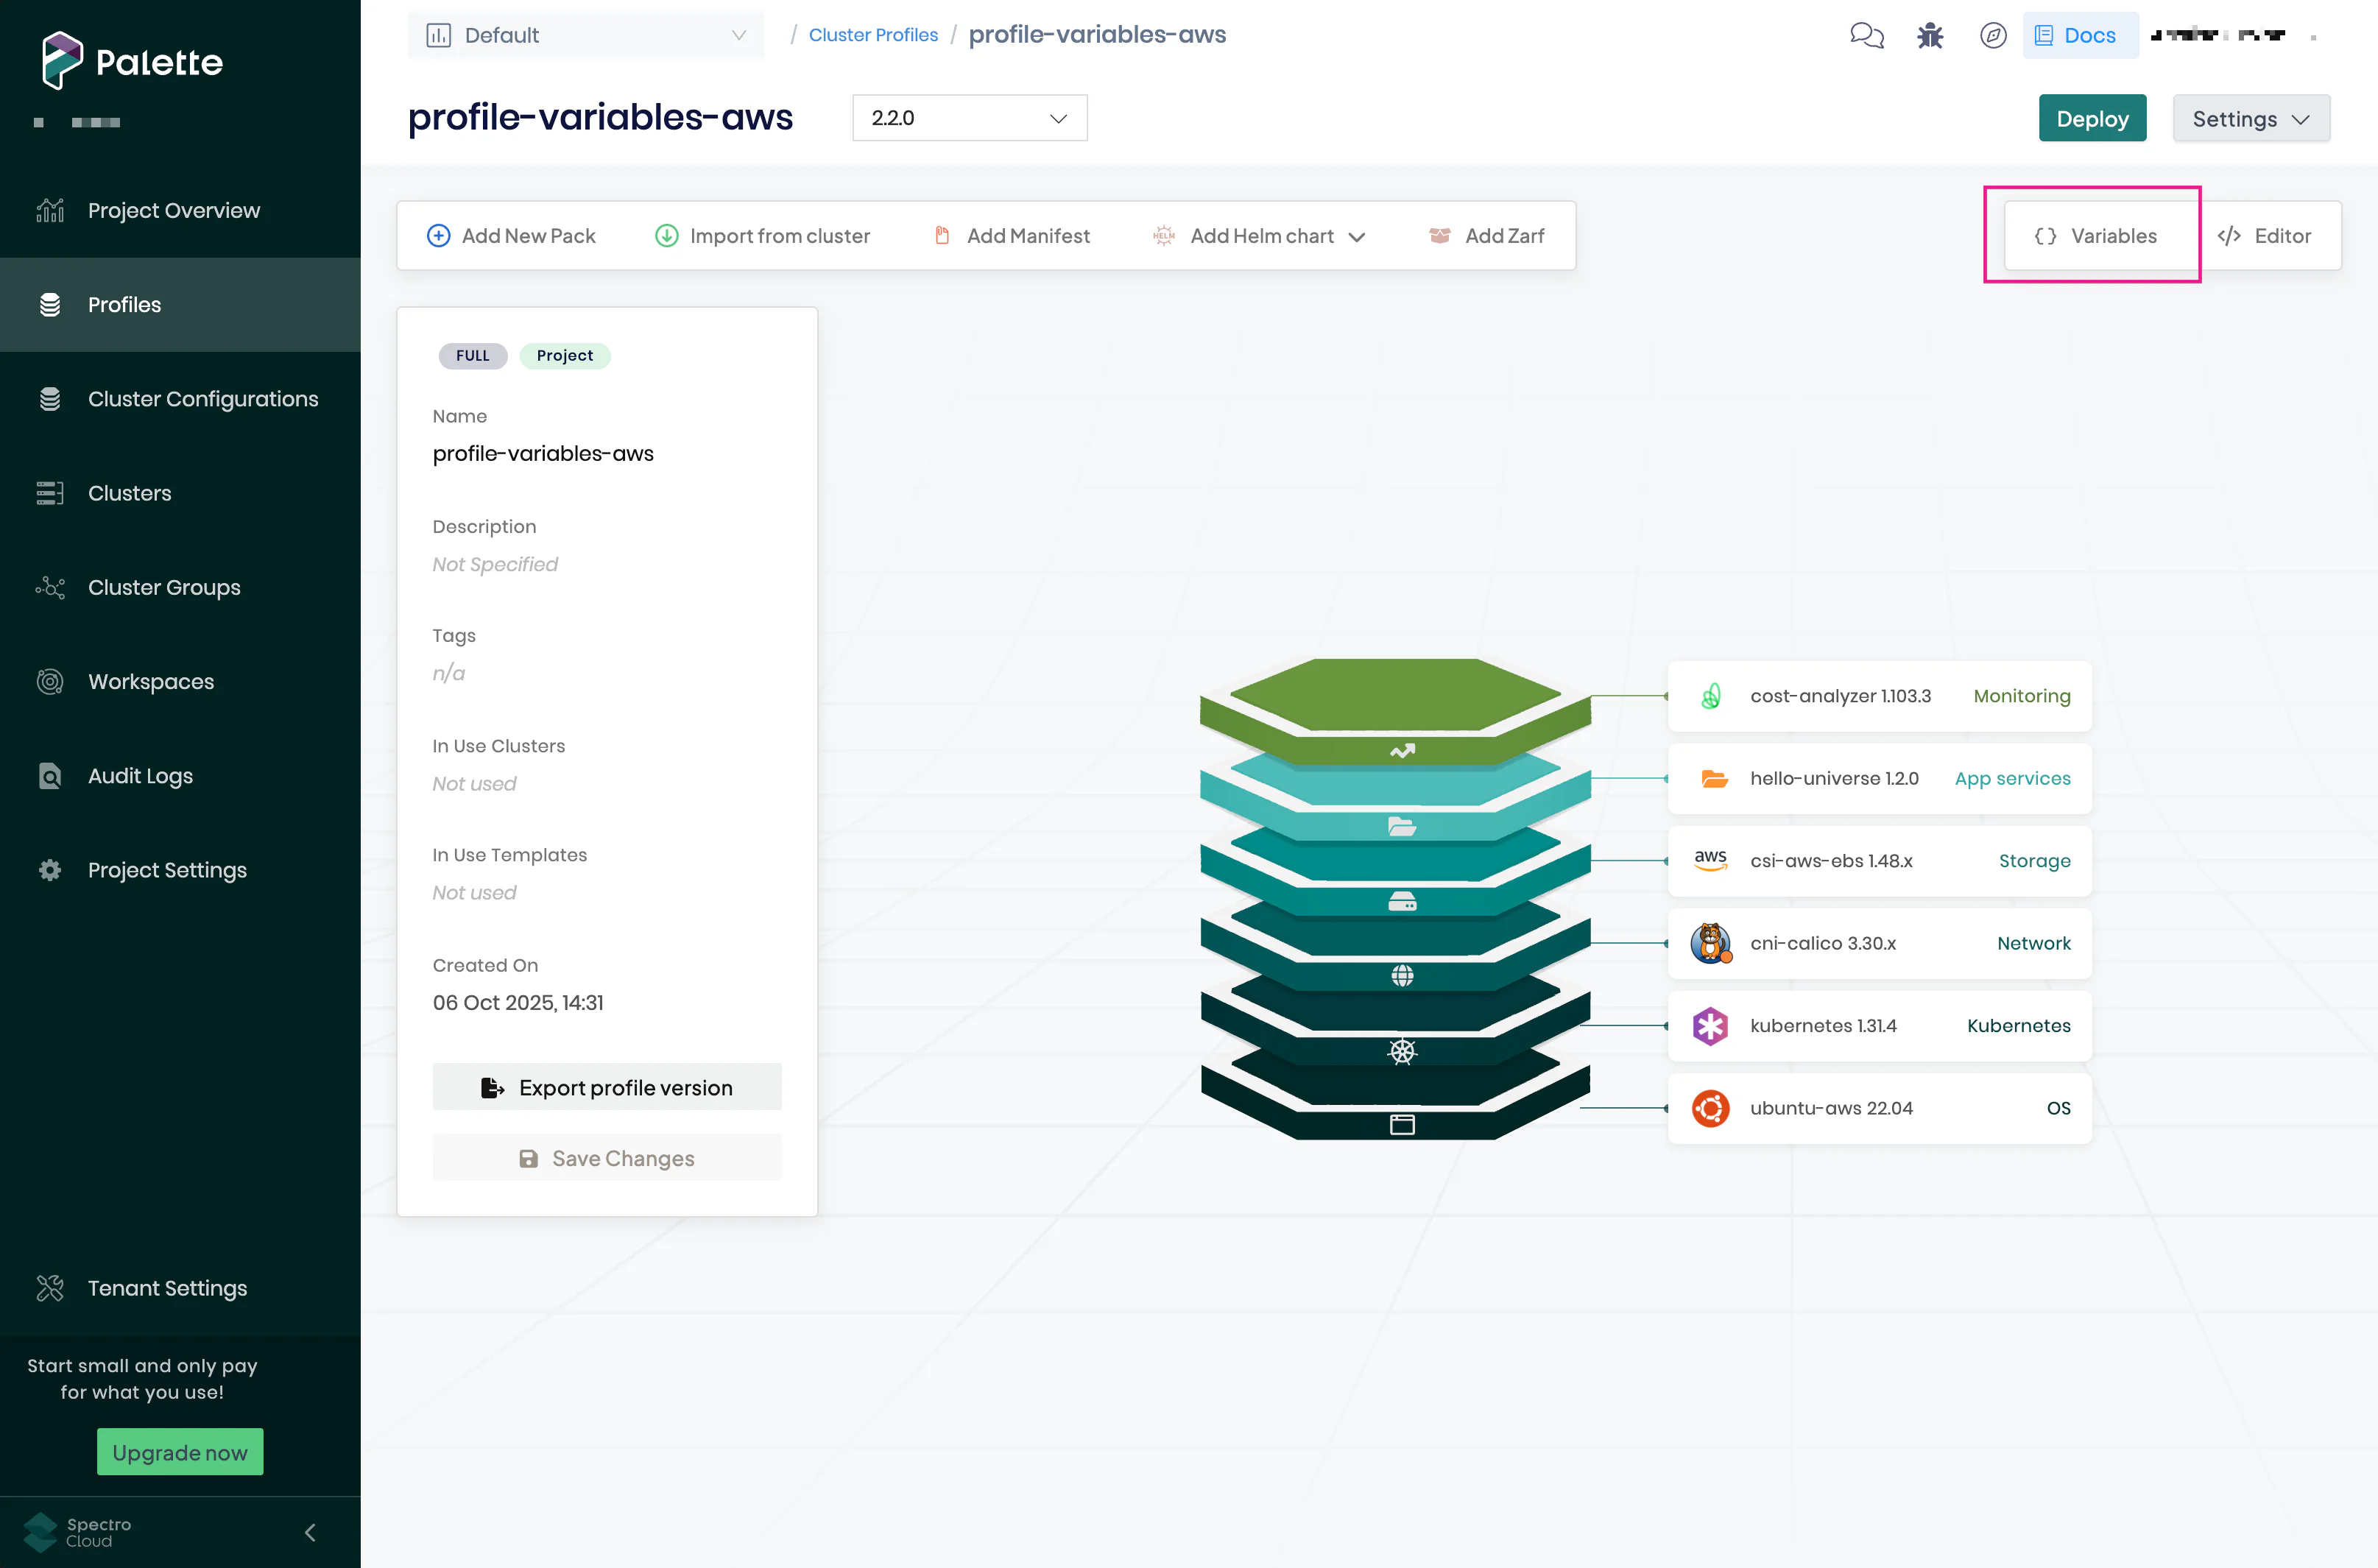 Palette
Project Overview
Profiles
Cluster Configurations
Clusters
Cluster Groups
Workspaces
Audit Logs
Project Settings
Tenant Settings
Start small and only pay
for what you use!
Upgrade now
Spectro
Cloud
Default / Cluster Profiles / profile-variables-aws
Docs
profile-variables-aws 2.2.0 Deploy Settings
Add New Pack Import from cluster Add Manifest HELM Add Helm chart Add Zarf {} Variables </> Editor
FULL Project
Name
profile-variables-aws
Description
Not Specified
Tags
n/a
In Use Clusters
Not used
In Use Templates
Not used
Created On
06 Oct 2025, 14:31
Export profile version
Save Changes
cost-analyzer 1.103.3 Monitoring
hello-universe 1.2.0 App services
aws csi-aws-ebs 1.48.x Storage
cni-calico 3.30.x Network
kubernetes 1.31.4 Kubernetes
ubuntu-aws 22.04 OS